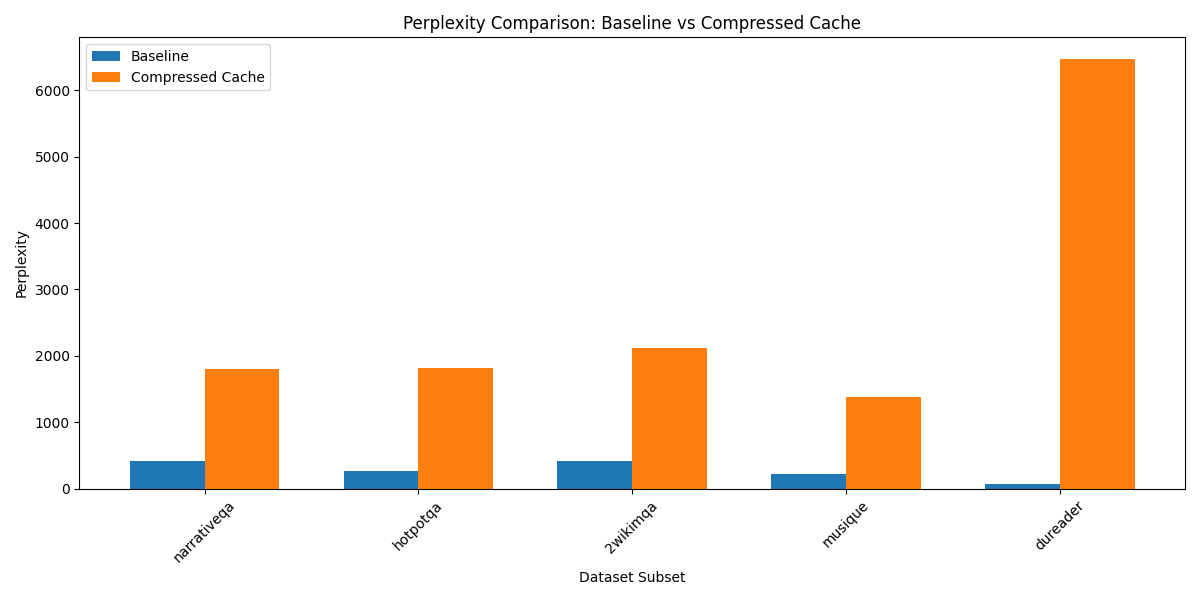 Perplexity Comparison: Baseline vs Compressed Cache
Baseline
Compressed Cache
Perplexity
6000
5000
4000
3000
2000
1000
0
narrativeqa
hotpotqa
2wikimqa
musique
dureader
Dataset Subset